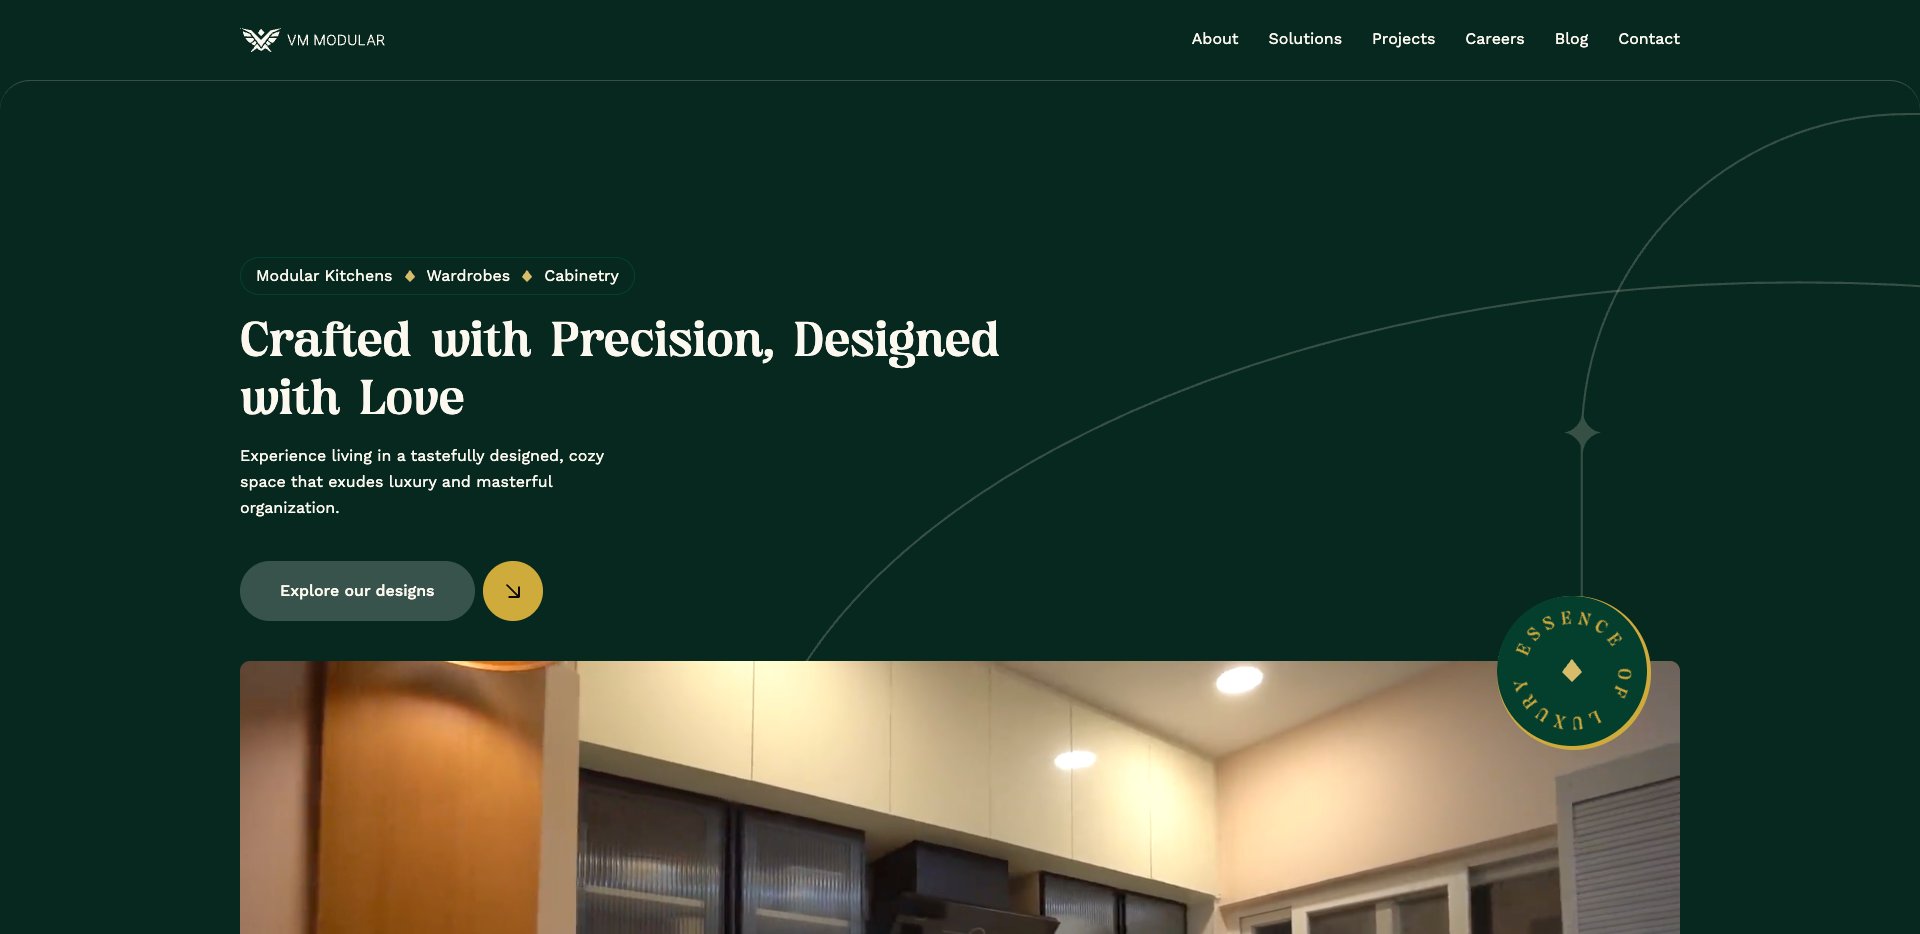 VM MODULAR
About Solutions Projects Careers Blog Contact
Modular Kitchens ♦ Wardrobes ♦ Cabinetry
Crafted with Precision, Designed
with Love
Experience living in a tastefully designed, cozy
space that exudes luxury and masterful
organization.
Explore our designs
ESSENCE OF LUXURY